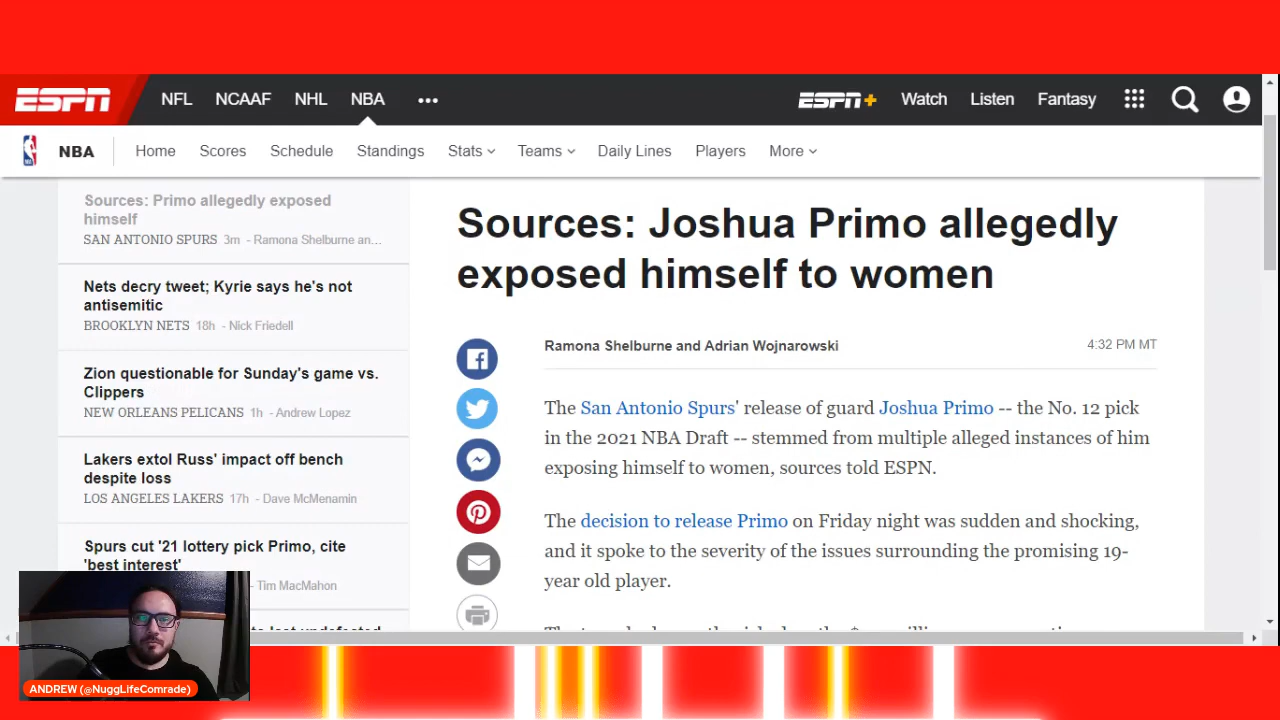 ESPN NFL NCAAF NHL NBA ••• ESPN+ Watch Listen Fantasy
NBA Home Scores Schedule Standings Stats Teams Daily Lines Players More
Sources: Primo allegedly exposed
himself
SAN ANTONIO SPURS 3m - Ramona Shelburne an...
Nets decry tweet; Kyrie says he's not
antisemitic
BROOKLYN NETS 18h - Nick Friedell
Zion questionable for Sunday's game vs.
Clippers
NEW ORLEANS PELICANS 1h - Andrew Lopez
Lakers extol Russ' impact off bench
despite loss
LOS ANGELES LAKERS 17h - Dave McMenamin
Spurs cut '21 lottery pick Primo, cite
'best interest'
- Tim MacMahon
Sources: Joshua Primo allegedly
exposed himself to women
Ramona Shelburne and Adrian Wojnarowski 4:32 PM MT
The San Antonio Spurs' release of guard Joshua Primo -- the No. 12 pick
in the 2021 NBA Draft -- stemmed from multiple alleged instances of him
exposing himself to women, sources told ESPN.
The decision to release Primo on Friday night was sudden and shocking,
and it spoke to the severity of the issues surrounding the promising 19-
year old player.
ANDREW (@NuggLifeComrade)